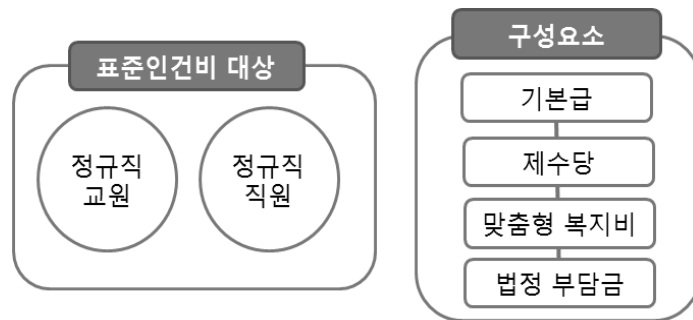 표준인건비 대상
정규직
교원
정규직
직원
구성요소
기본급
제수당
맞춤형 복지비
법정 부담금